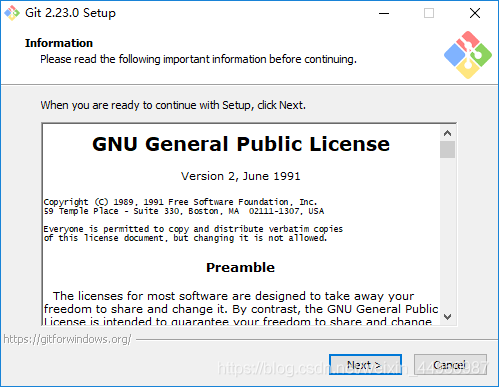 Git 2.23.0 Setup
Information
Please read the following important information before continuing.
When you are ready to continue with Setup, click Next.
GNU General Public License
Version 2, June 1991
Copyright (C) 1989, 1991 Free Software Foundation, Inc.
59 Temple Place - Suite 330, Boston, MA  02111-1307, USA
Everyone is permitted to copy and distribute verbatim copies
of this license document, but changing it is not allowed.
Preamble
The licenses for most software are designed to take away your
freedom to share and change it. By contrast, the GNU General Public
License is intended to guarantee your freedom to share and change
https://gitforwindows.org/
Next >
Cancel